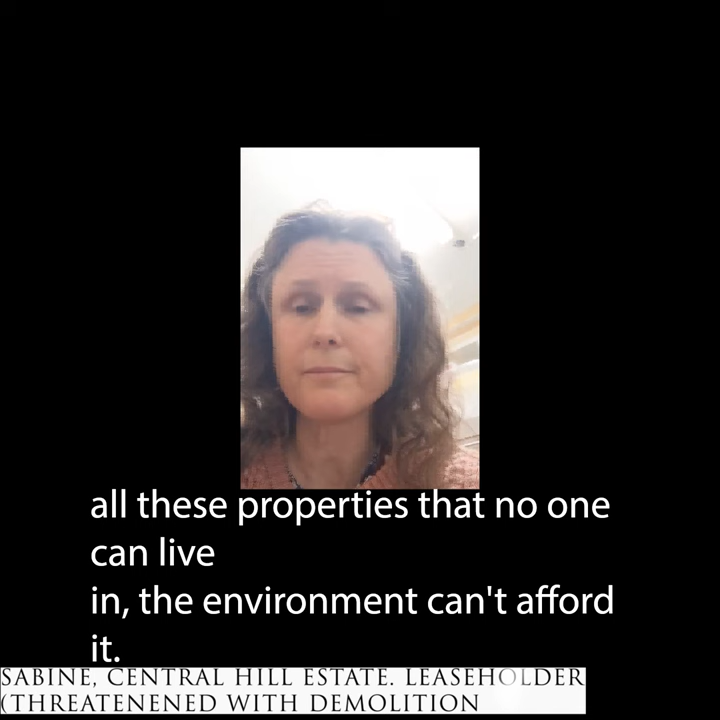 all these properties that no one
can live
in, the environment can't afford
it.
SABINE, CENTRAL HILL ESTATE. LEASEHOLDER
(THREATENENED WITH DEMOLITION